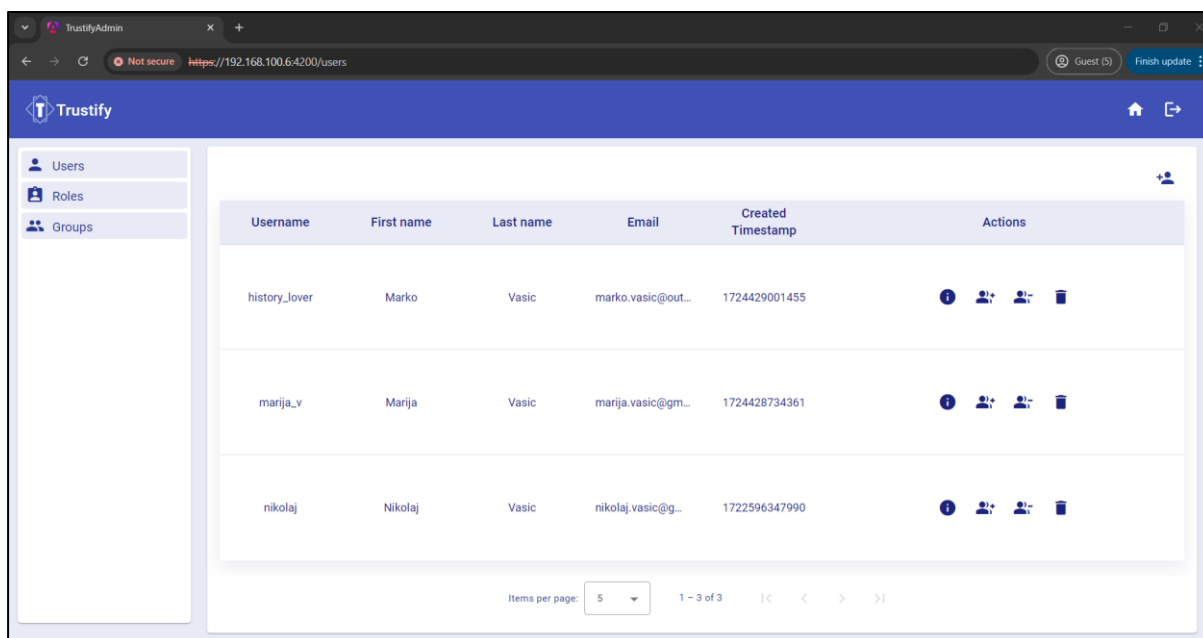 TrustifyAdmin
Not secure https://192.168.100.6:4200/users Guest (5) Finish update
T Trustify
Users
Roles
Groups
Username First name Last name Email Created Timestamp Actions
history_lover Marko Vasic marko.vasic@out... 1724429001455
marija_v Marija Vasic marija.vasic@gm... 1724428734361
nikolaj Nikolaj Vasic nikolaj.vasic@g... 1722596347990
Items per page: 5 1 – 3 of 3